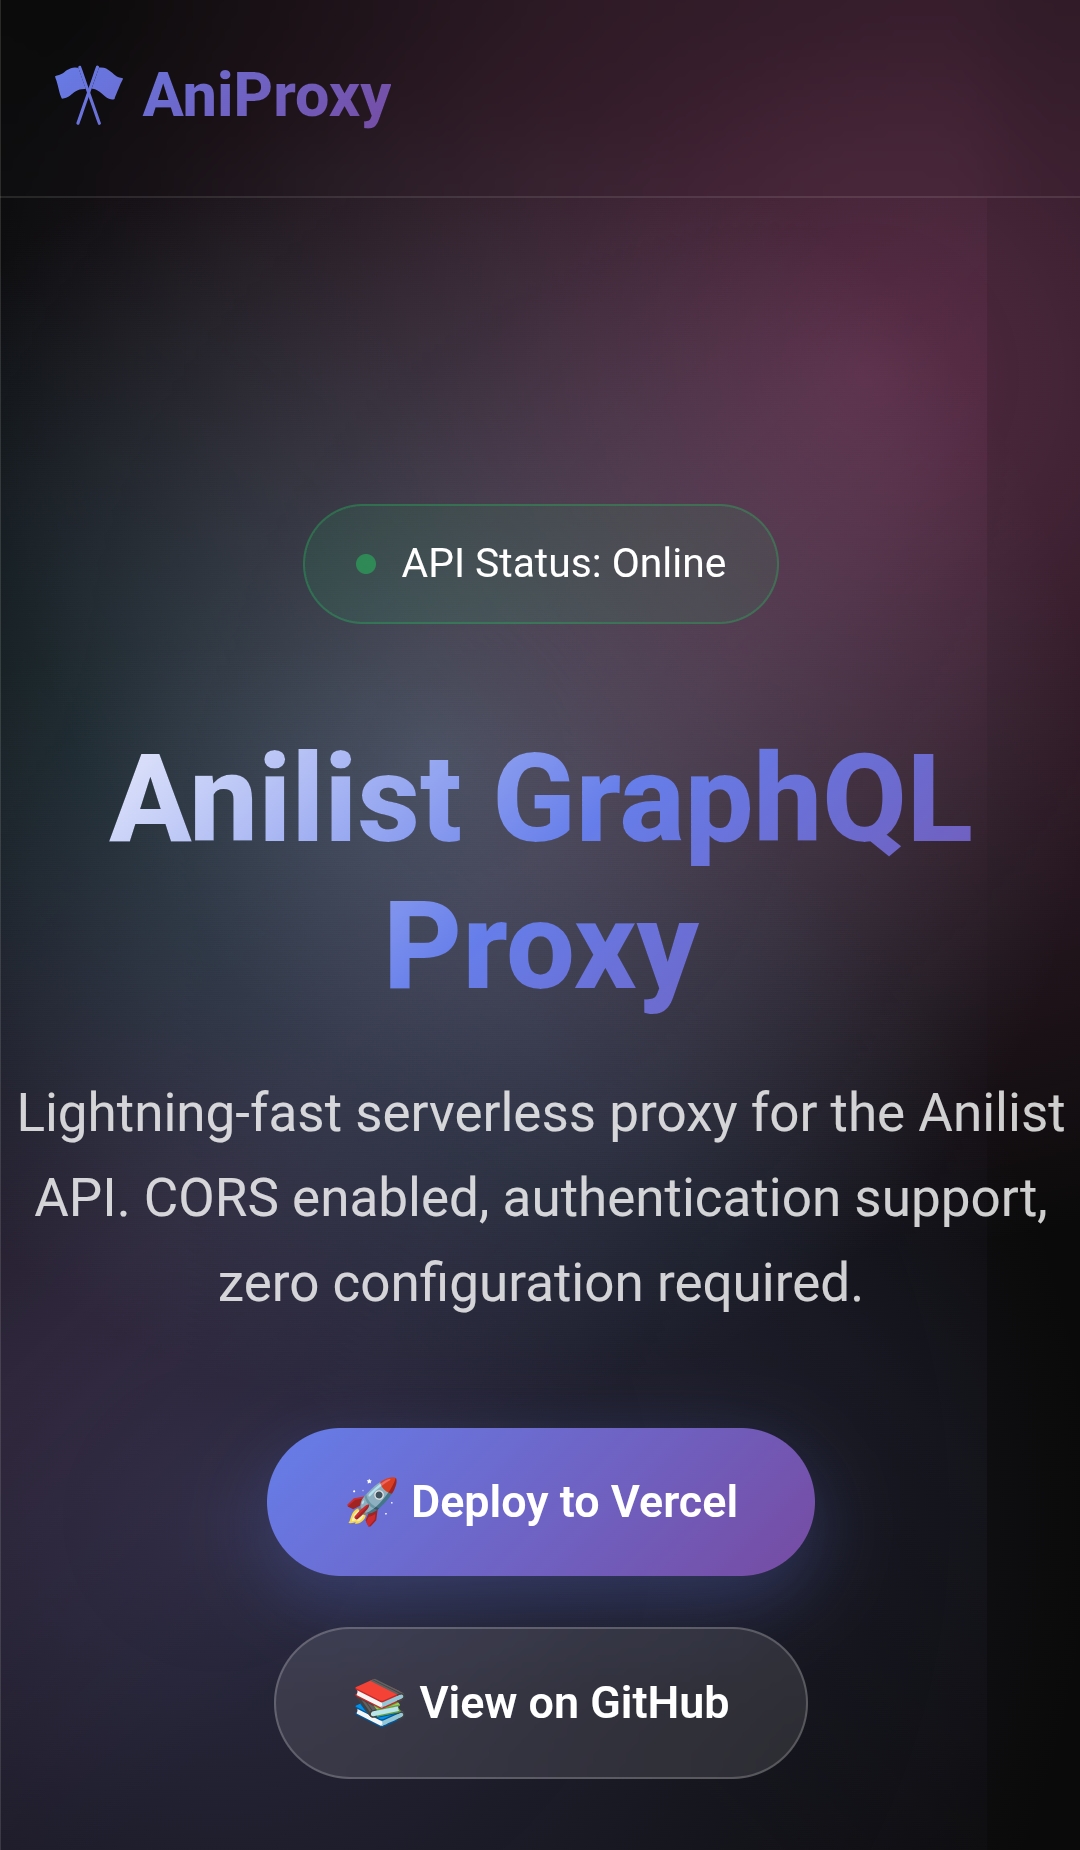 AniProxy
API Status: Online
Anilist GraphQL
Proxy
Lightning-fast serverless proxy for the Anilist
API. CORS enabled, authentication support,
zero configuration required.
🚀 Deploy to Vercel
📚 View on GitHub